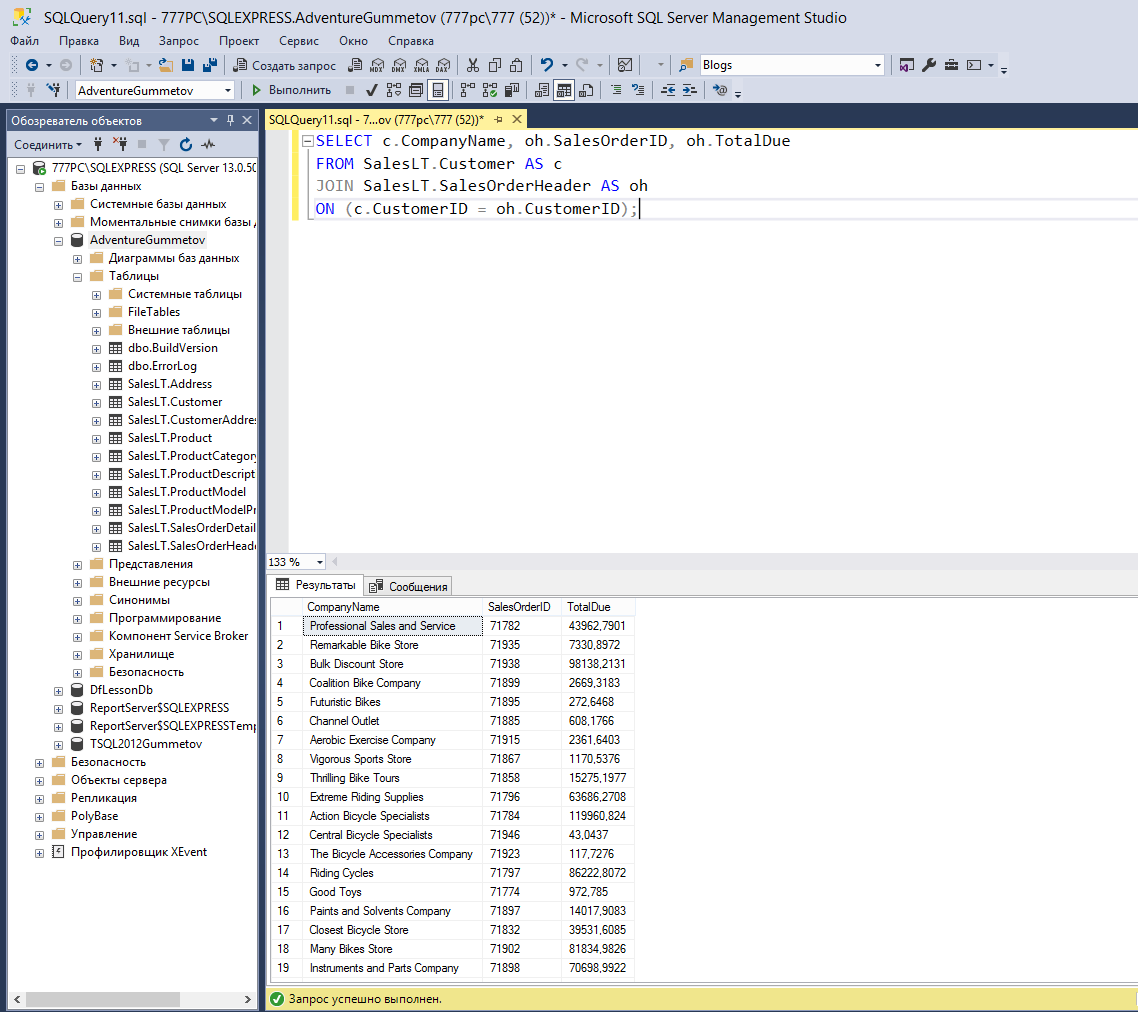 SQLQuery11.sql - 777PC\SQLEXPRESS.AdventureGummetov (777pc\777 (52))* - Microsoft SQL Server Management Studio
Файл Правка Вид Запрос Проект Сервис Окно Справка
Создать запрос MDX DMX XMLA DAX Blogs
AdventureGummetov Выполнить
Обозреватель объектов
Соединить
777PC\SQLEXPRESS (SQL Server 13.0.50
Базы данных
Системные базы данных
Моментальные снимки базы
AdventureGummetov
Диаграммы баз данных
Таблицы
Системные таблицы
FileTables
Внешние таблицы
dbo.BuildVersion
dbo.ErrorLog
SalesLT.Address
SalesLT.Customer
SalesLT.CustomerAddre
SalesLT.Product
SalesLT.ProductCategory
SalesLT.ProductDescript
SalesLT.ProductModel
SalesLT.ProductModelPr
SalesLT.SalesOrderDetail
SalesLT.SalesOrderHeade
Представления
Внешние ресурсы
Синонимы
Программирование
Компонент Service Broker
Хранилище
Безопасность
DfLessonDb
ReportServer$SQLEXPRESS
ReportServer$SQLEXPRESSTemp
TSQL2012Gummetov
Безопасность
Объекты сервера
Репликация
PolyBase
Управление
Профилировщик XEvent
SQLQuery11.sql - 7...ov (777pc\777 (52))*
SELECT c.CompanyName, oh.SalesOrderID, oh.TotalDue
FROM SalesLT.Customer AS c
JOIN SalesLT.SalesOrderHeader AS oh
ON (c.CustomerID = oh.CustomerID);
133 %
Результаты Сообщения
CompanyName SalesOrderID TotalDue
1 Professional Sales and Service 71782 43962,7901
2 Remarkable Bike Store 71935 7330,8972
3 Bulk Discount Store 71938 98138,2131
4 Coalition Bike Company 71899 2669,3183
5 Futuristic Bikes 71895 272,6468
6 Channel Outlet 71885 608,1766
7 Aerobic Exercise Company 71915 2361,6403
8 Vigorous Sports Store 71867 1170,5376
9 Thrilling Bike Tours 71858 15275,1977
10 Extreme Riding Supplies 71796 63686,2708
11 Action Bicycle Specialists 71784 119960,824
12 Central Bicycle Specialists 71946 43,0437
13 The Bicycle Accessories Company 71923 117,7276
14 Riding Cycles 71797 86222,8072
15 Good Toys 71774 972,785
16 Paints and Solvents Company 71897 14017,9083
17 Closest Bicycle Store 71832 39531,6085
18 Many Bikes Store 71902 81834,9826
19 Instruments and Parts Company 71898 70698,9922
Запрос успешно выполнен.